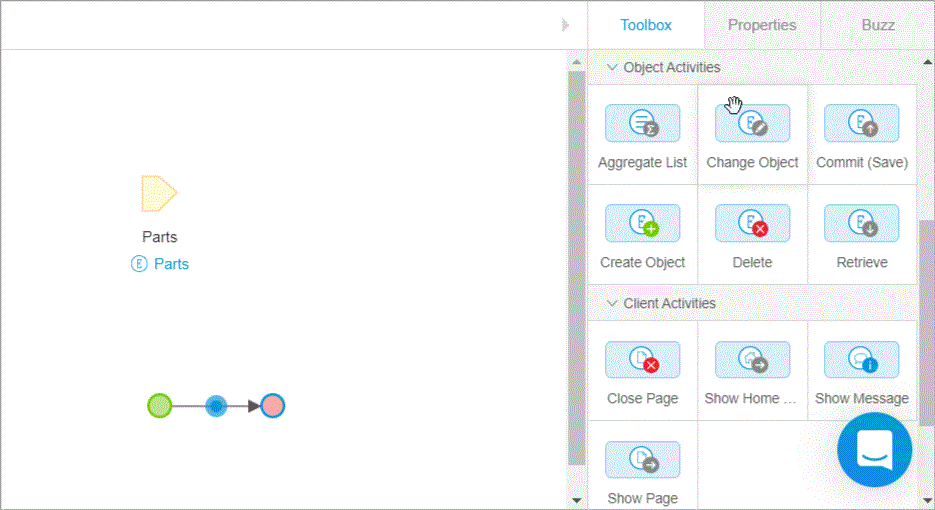 Toolbox Properties Buzz
Object Activities
Aggregate List Change Object Commit (Save)
Create Object Delete Retrieve
Client Activities
Close Page Show Home ... Show Message
Show Page
Parts
E Parts